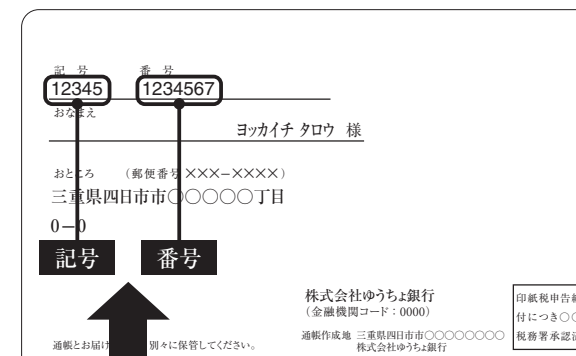 記 号　番 号
12345　1234567
おなまえ
ヨッカイチ タロウ 様
おところ （郵便番号 ×××−××××）
三重県四日市市○○○○○丁目
0−0
記号　番号
株式会社ゆうちょ銀行
（金融機関コード：0000）
通帳とお届け 別々に保管してください。
通帳作成地 三重県四日市市○○○○○○○○
株式会社ゆうちょ銀行
印紙税申告納
付につき○○
税務署承認済